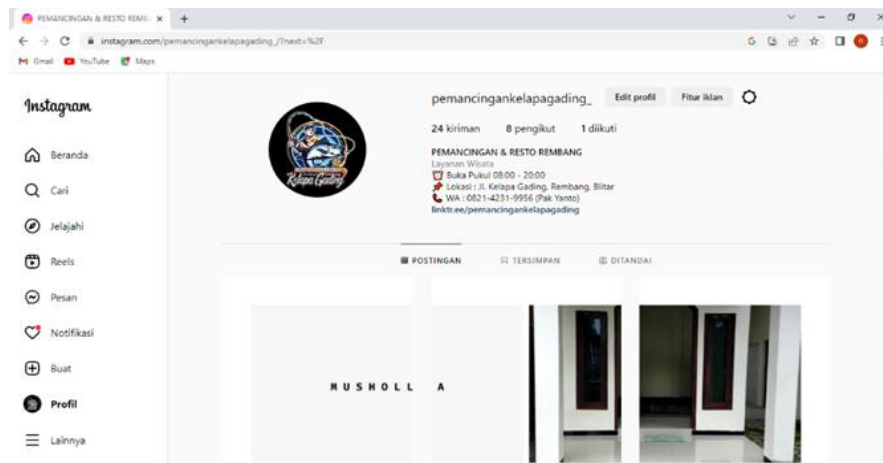 PEMANCINGAN & RESTO REMB
instagram.com/pemancingankelapagading_/?next=%2F
Gmail YouTube Maps
Instagram
Beranda
Cari
Jelajahi
Reels
Pesan
Notifikasi
Buat
Profil
Lainnya
pemancingankelapagading_ Edit profil Fitur iklan
24 kiriman 8 pengikut 1 diikuti
PEMANCINGAN & RESTO REMBANG
Layanan Wisata
Buka Pukul 08:00 - 20:00
Lokasi : Jl. Kelapa Gading, Rembang, Blitar
WA : 0821-4231-9956 (Pak Yanto)
linktr.ee/pemancingankelapagading
Kelapa Gading
POSTINGAN TERSIMPAN DITANDAI
MUSHOLL A